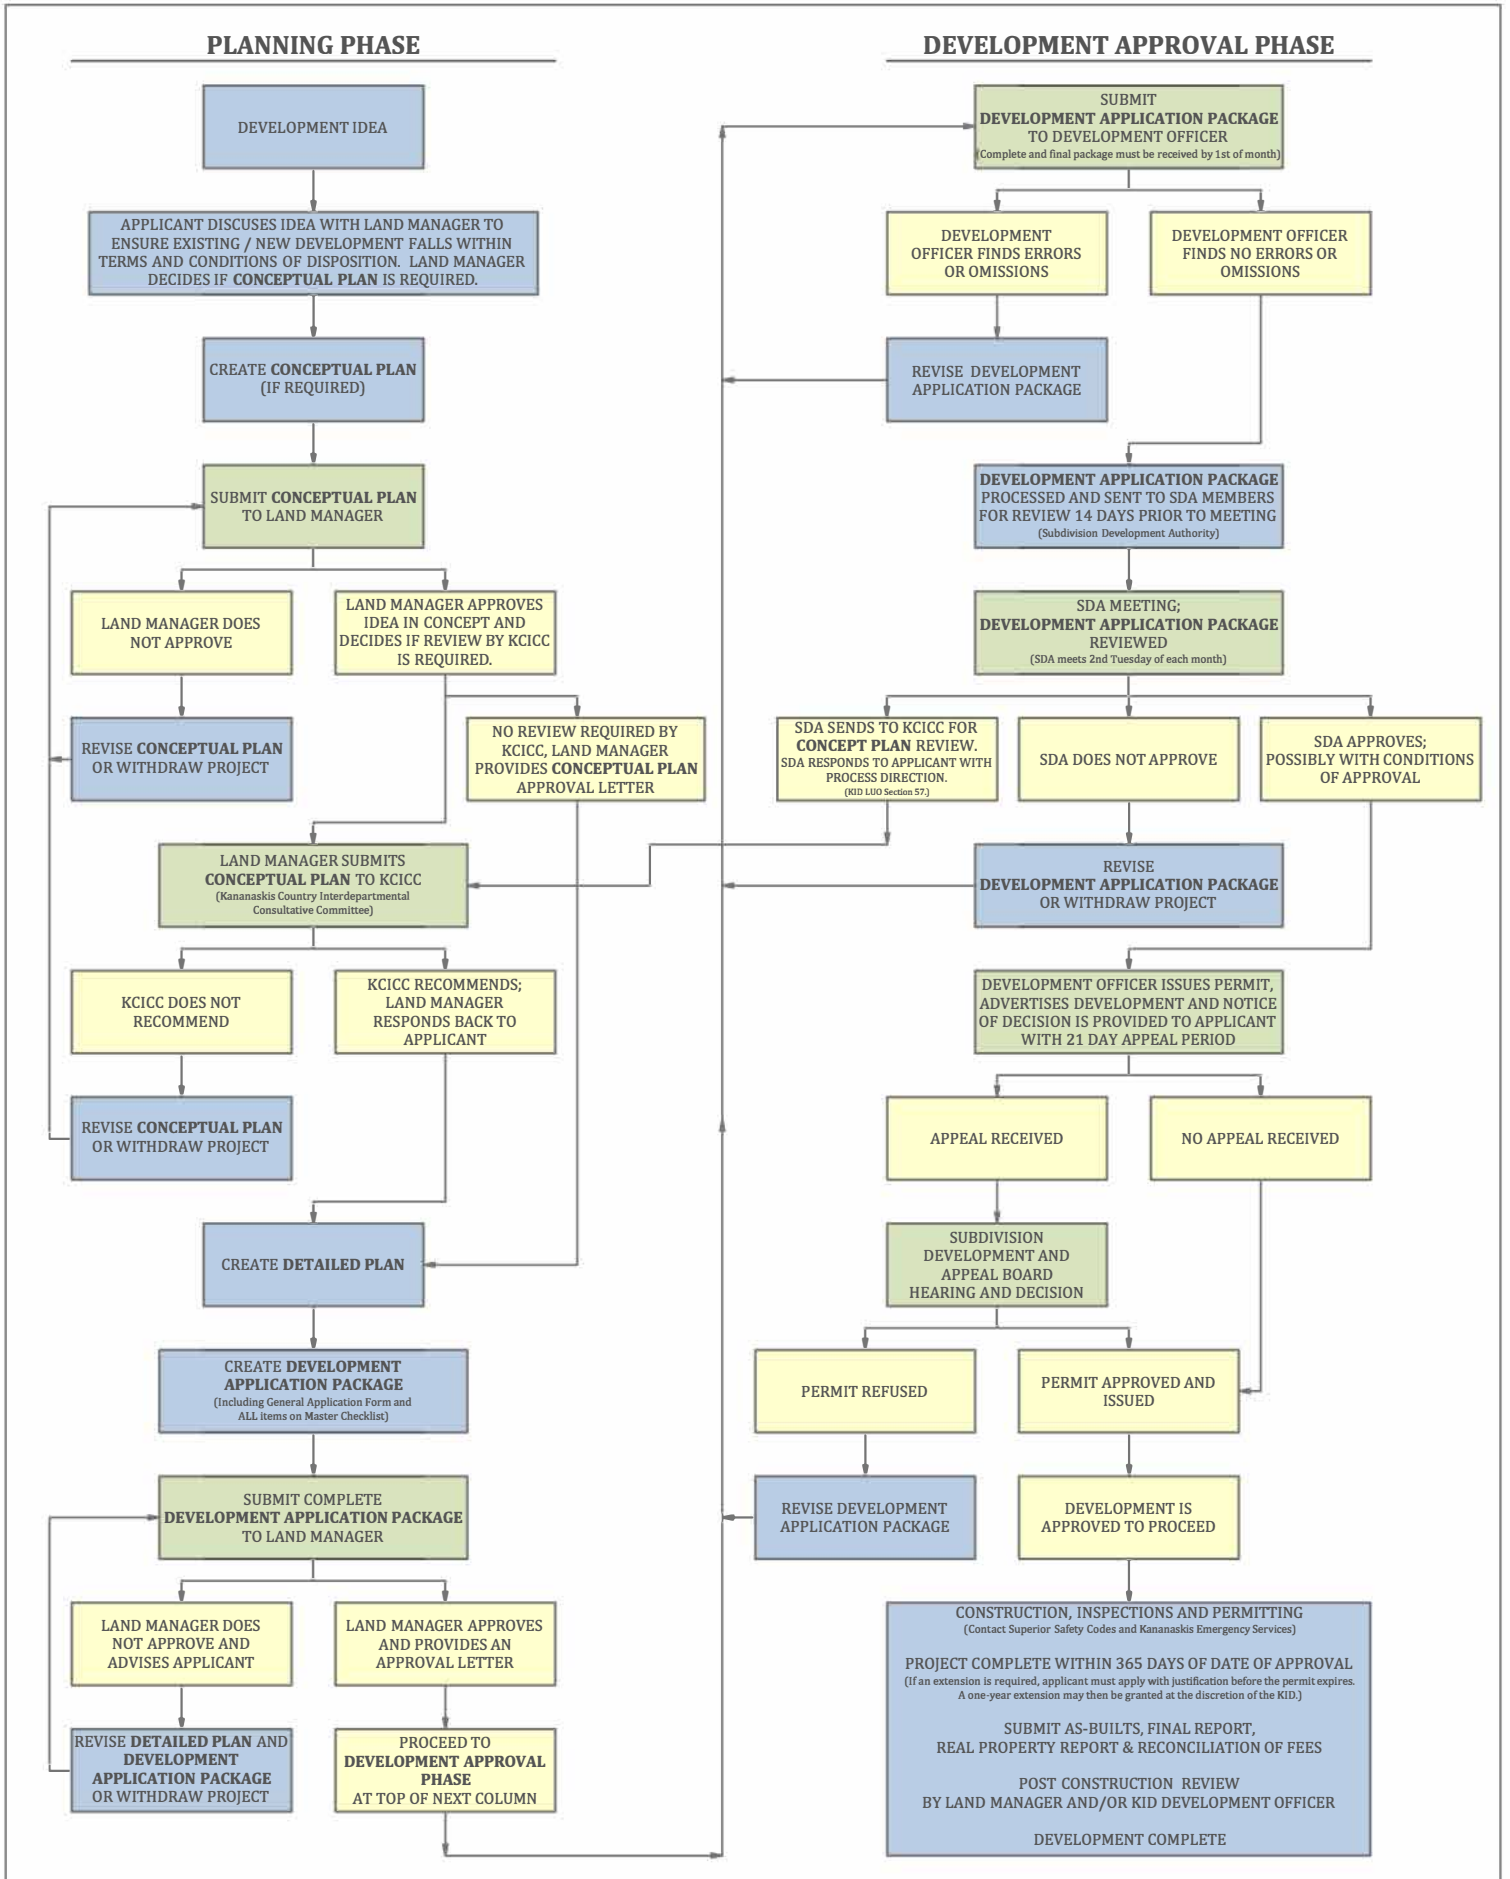 PLANNING PHASE
DEVELOPMENT IDEA
APPLICANT DISCUSES IDEA WITH LAND MANAGER TO
ENSURE EXISTING / NEW DEVELOPMENT FALLS WITHIN
TERMS AND CONDITIONS OF DISPOSITION. LAND MANAGER
DECIDES IF CONCEPTUAL PLAN IS REQUIRED.
CREATE CONCEPTUAL PLAN
(IF REQUIRED)
SUBMIT CONCEPTUAL PLAN
TO LAND MANAGER
LAND MANAGER DOES
NOT APPROVE
LAND MANAGER APPROVES
IDEA IN CONCEPT AND
DECIDES IF REVIEW BY KCICC
IS REQUIRED.
REVISE CONCEPTUAL PLAN
OR WITHDRAW PROJECT
NO REVIEW REQUIRED BY
KCICC, LAND MANAGER
PROVIDES CONCEPTUAL PLAN
APPROVAL LETTER
LAND MANAGER SUBMITS
CONCEPTUAL PLAN TO KCICC
(Kananaskis Country Interdepartmental
Consultative Committee)
KCICC DOES NOT
RECOMMEND
KCICC RECOMMENDS;
LAND MANAGER
RESPONDS BACK TO
APPLICANT
REVISE CONCEPTUAL PLAN
OR WITHDRAW PROJECT
CREATE DETAILED PLAN
CREATE DEVELOPMENT
APPLICATION PACKAGE
(Including General Application Form and
ALL items on Master Checklist)
SUBMIT COMPLETE
DEVELOPMENT APPLICATION PACKAGE
TO LAND MANAGER
LAND MANAGER DOES
NOT APPROVE AND
ADVISES APPLICANT
LAND MANAGER APPROVES
AND PROVIDES AN
APPROVAL LETTER
REVISE DETAILED PLAN AND
DEVELOPMENT
APPLICATION PACKAGE
OR WITHDRAW PROJECT
PROCEED TO
DEVELOPMENT APPROVAL
PHASE
AT TOP OF NEXT COLUMN
DEVELOPMENT APPROVAL PHASE
SUBMIT
DEVELOPMENT APPLICATION PACKAGE
TO DEVELOPMENT OFFICER
(Complete and final package must be received by 1st of month)
DEVELOPMENT
OFFICER FINDS ERRORS
OR OMISSIONS
DEVELOPMENT OFFICER
FINDS NO ERRORS OR
OMISSIONS
REVISE DEVELOPMENT
APPLICATION PACKAGE
DEVELOPMENT APPLICATION PACKAGE
PROCESSED AND SENT TO SDA MEMBERS
FOR REVIEW 14 DAYS PRIOR TO MEETING
(Subdivision Development Authority)
SDA MEETING;
DEVELOPMENT APPLICATION PACKAGE
REVIEWED
(SDA meets 2nd Tuesday of each month)
SDA SENDS TO KCICC FOR
CONCEPT PLAN REVIEW.
SDA RESPONDS TO APPLICANT WITH
PROCESS DIRECTION.
(KID LUO Section 57.)
SDA DOES NOT APPROVE
SDA APPROVES;
POSSIBLY WITH CONDITIONS
OF APPROVAL
REVISE
DEVELOPMENT APPLICATION PACKAGE
OR WITHDRAW PROJECT
DEVELOPMENT OFFICER ISSUES PERMIT,
ADVERTISES DEVELOPMENT AND NOTICE
OF DECISION IS PROVIDED TO APPLICANT
WITH 21 DAY APPEAL PERIOD
APPEAL RECEIVED
NO APPEAL RECEIVED
SUBDIVISION
DEVELOPMENT AND
APPEAL BOARD
HEARING AND DECISION
PERMIT REFUSED
PERMIT APPROVED AND
ISSUED
REVISE DEVELOPMENT
APPLICATION PACKAGE
DEVELOPMENT IS
APPROVED TO PROCEED
CONSTRUCTION, INSPECTIONS AND PERMITTING
(Contact Superior Safety Codes and Kananaskis Emergency Services)
PROJECT COMPLETE WITHIN 365 DAYS OF DATE OF APPROVAL
(If an extension is required, applicant must apply with justification before the permit expires.
A one-year extension may then be granted at the discretion of the KID.)
SUBMIT AS-BUILTS, FINAL REPORT,
REAL PROPERTY REPORT & RECONCILIATION OF FEES
POST CONSTRUCTION REVIEW
BY LAND MANAGER AND/OR KID DEVELOPMENT OFFICER
DEVELOPMENT COMPLETE